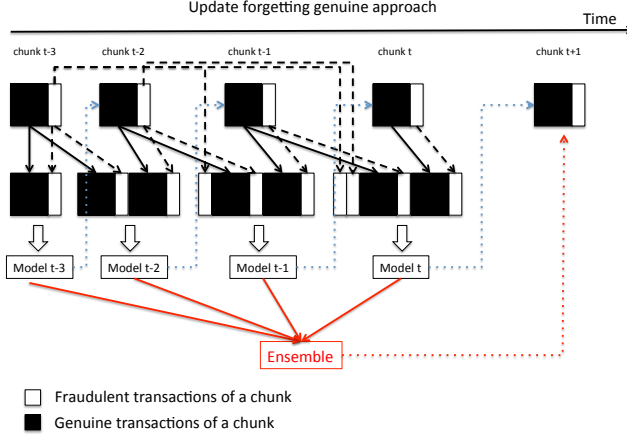 Update forgetting genuine approach
Time
chunk t-3 chunk t-2 chunk t-1 chunk t chunk t+1
Model t-3 Model t-2 Model t-1 Model t
Ensemble
Fraudulent transactions of a chunk
Genuine transactions of a chunk